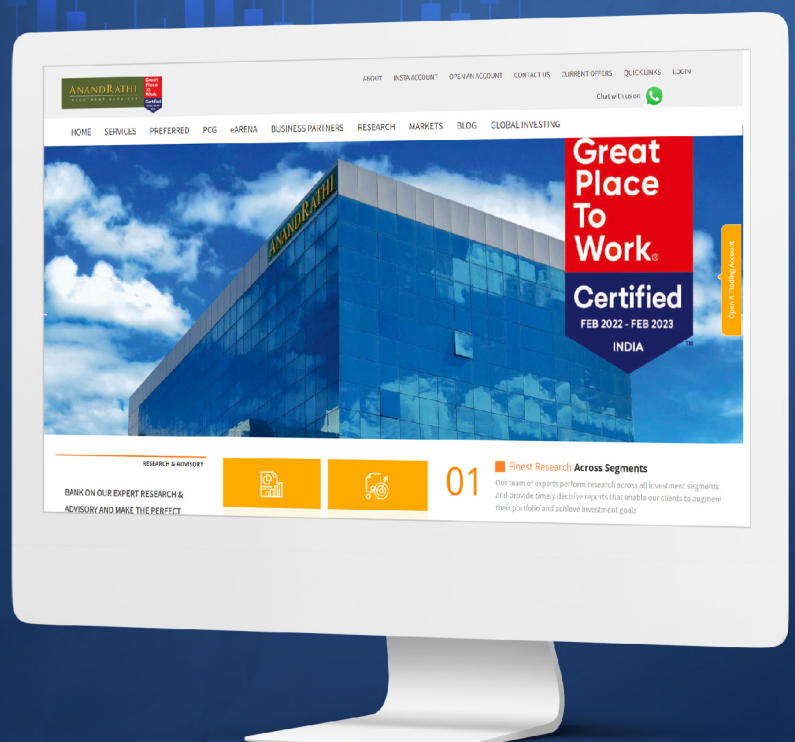 ABOUT INSTA ACCOUNT OPEN AN ACCOUNT CONTACT US CURRENT OFFERS QUICK LINKS LOGIN
ANANDRATHI
INVESTMENT SERVICES
Great
Place
To
Work.
Certified
Chat with us on
HOME SERVICES PREFERRED PCG eARENA BUSINESS PARTNERS RESEARCH MARKETS BLOG GLOBAL INVESTING
ANANDRATHI
Great
Place
To
Work®
Certified
FEB 2022 - FEB 2023
INDIA
TM
Open A Trading Account
RESEARCH & ADVISORY
BANK ON OUR EXPERT RESEARCH &
ADVISORY AND MAKE THE PERFECT
01
Finest Research Across Segments
Our team of experts perform research across all investment segments
and provide timely decisive reports that enable our clients to augment
their portfolio and achieve investment goals